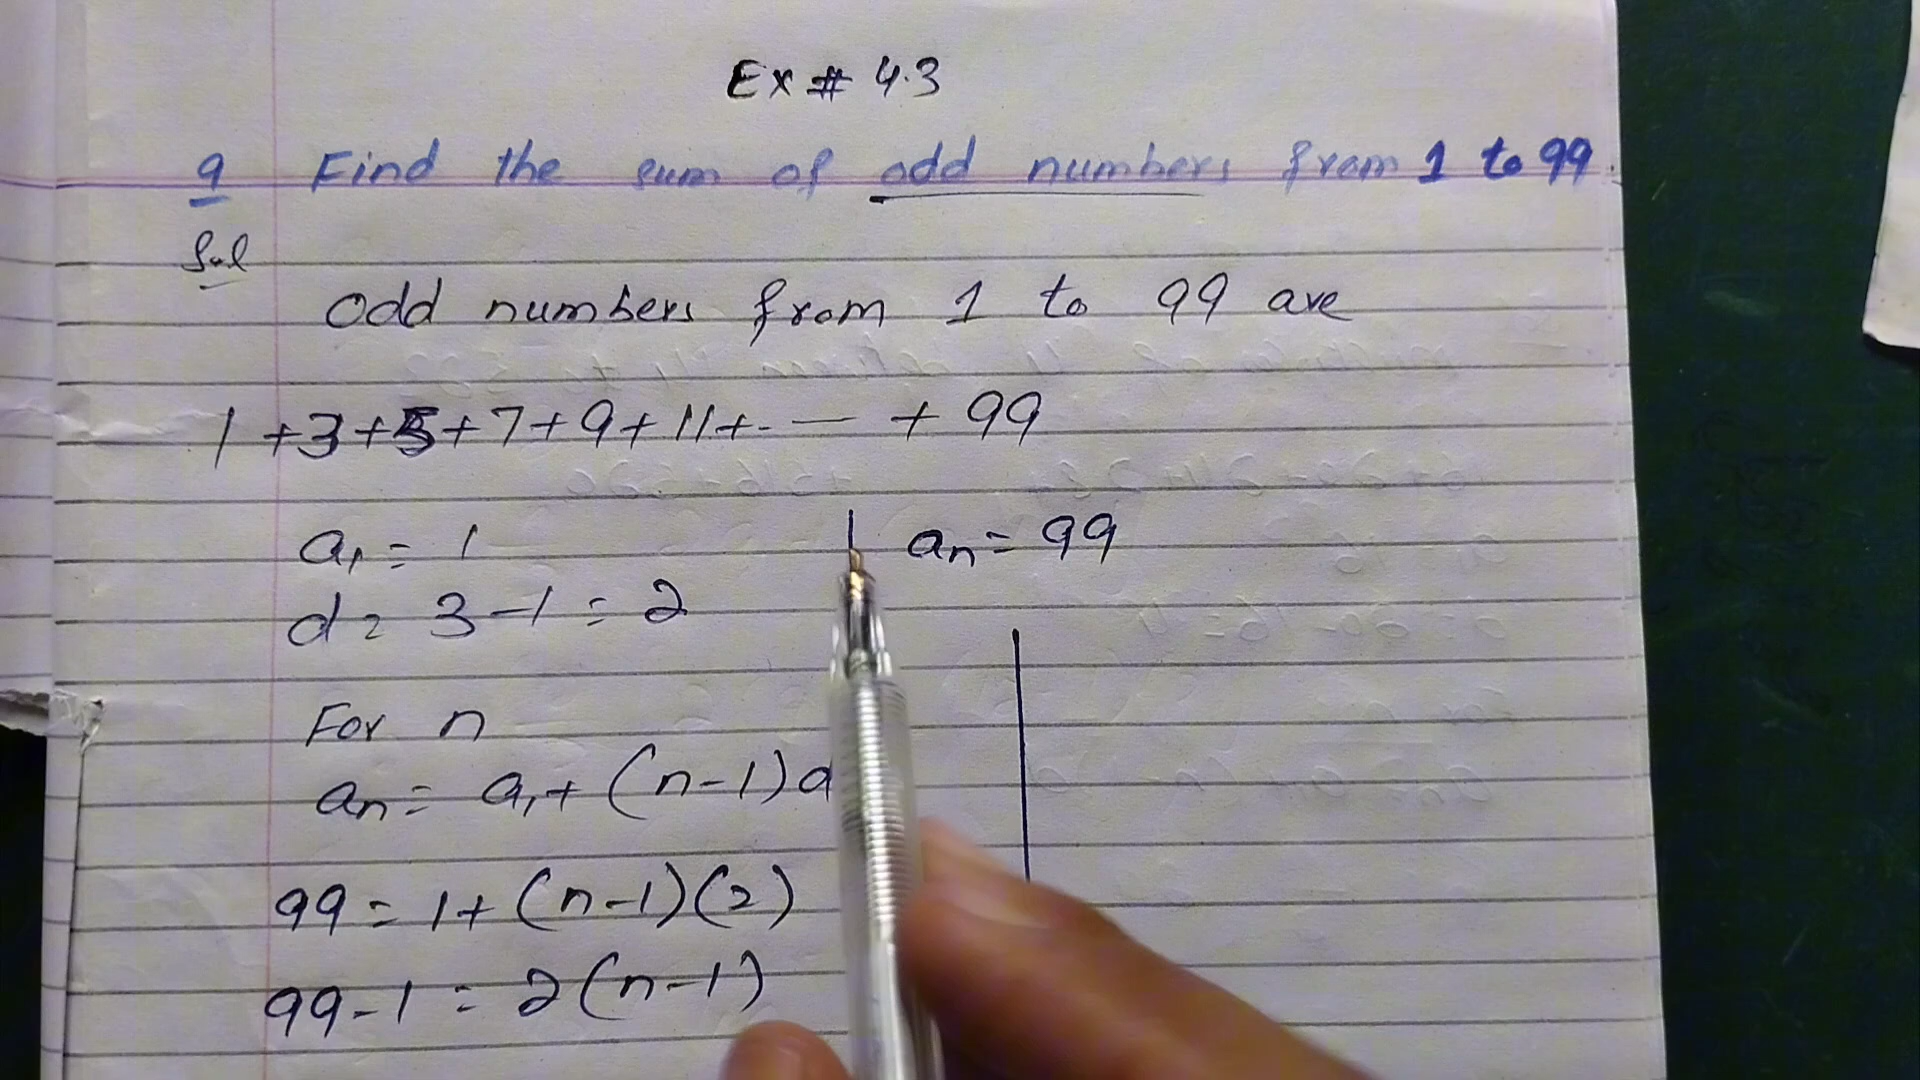 Ex # 4.3
9 Find the sum of odd numbers from 1 to 99.
Sol
Odd numbers from 1 to 99 are
1 +3+5+7+9+11+.— + 99
a₁ = 1
aₙ = 99
d = 3-1 = 2
For n
aₙ = a₁+ (n-1)d
99 = 1+ (n-1)(2)
99-1 = 2(n-1)